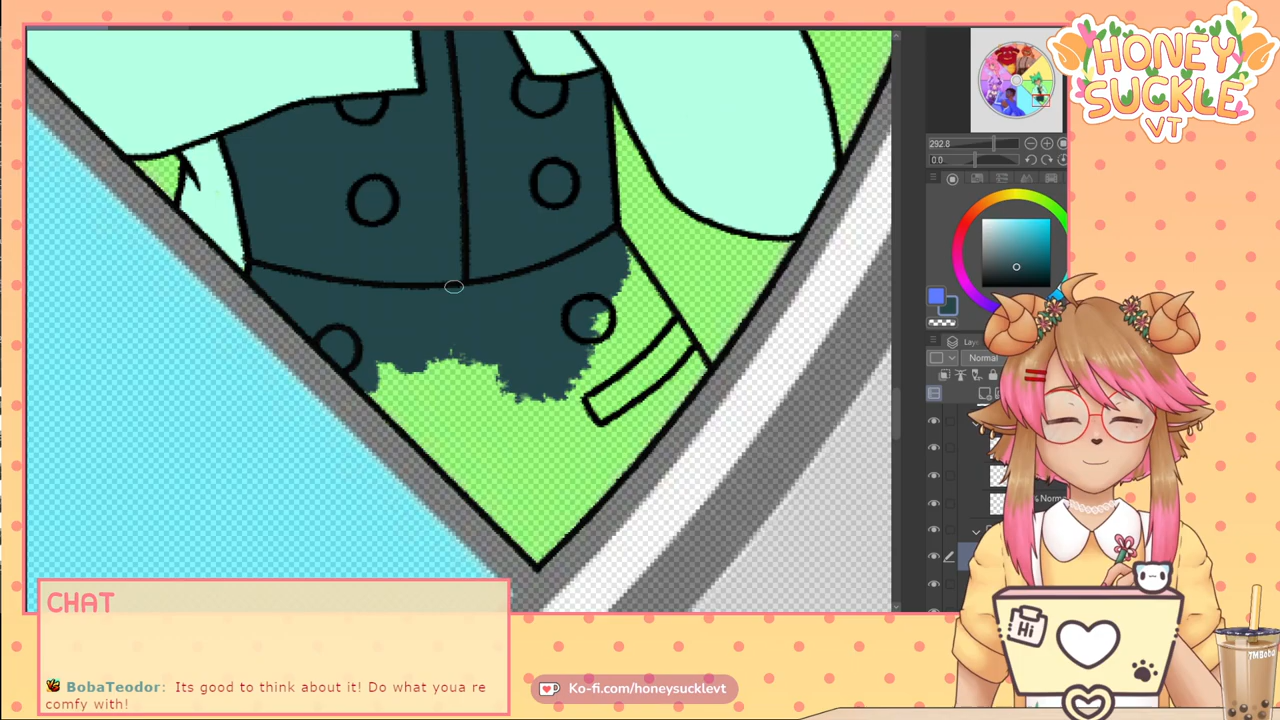 HONEY
SUCKLE
VT
292.8
0.0
Normal
Hi
TMBoba
CHAT
BobaTeodor: Its good to think about it! Do what youa re
comfy with!
Ko-fi.com/honeysucklevt